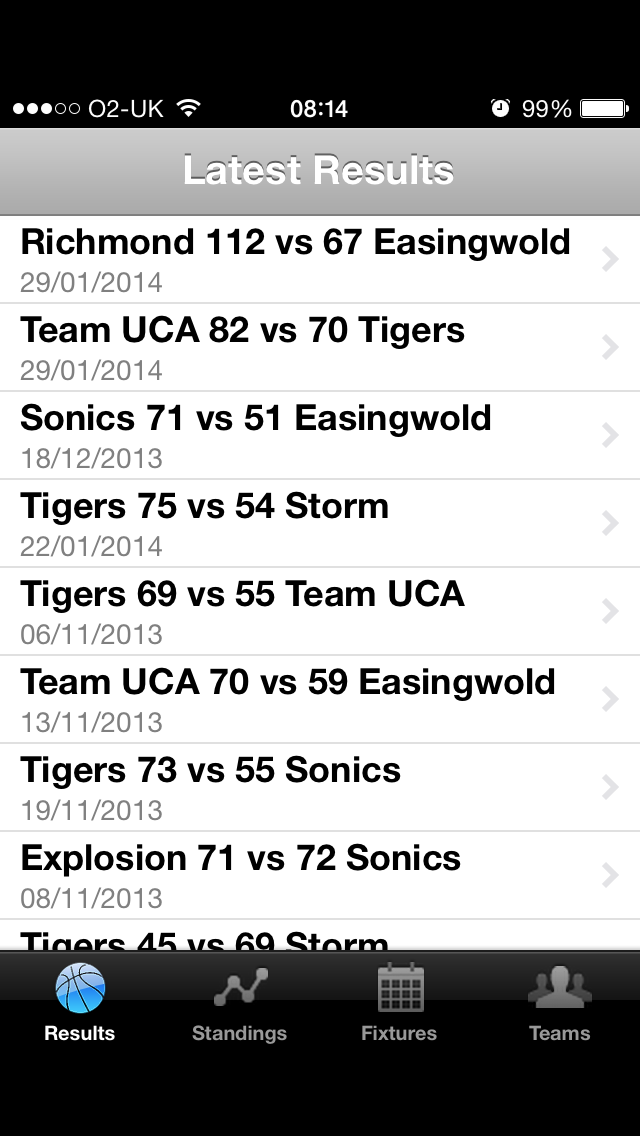 O2-UK 08:14 99%
Latest Results
Richmond 112 vs 67 Easingwold
29/01/2014
Team UCA 82 vs 70 Tigers
29/01/2014
Sonics 71 vs 51 Easingwold
18/12/2013
Tigers 75 vs 54 Storm
22/01/2014
Tigers 69 vs 55 Team UCA
06/11/2013
Team UCA 70 vs 59 Easingwold
13/11/2013
Tigers 73 vs 55 Sonics
19/11/2013
Explosion 71 vs 72 Sonics
08/11/2013
Tigers 45 vs 69 Storm
Results Standings Fixtures Teams